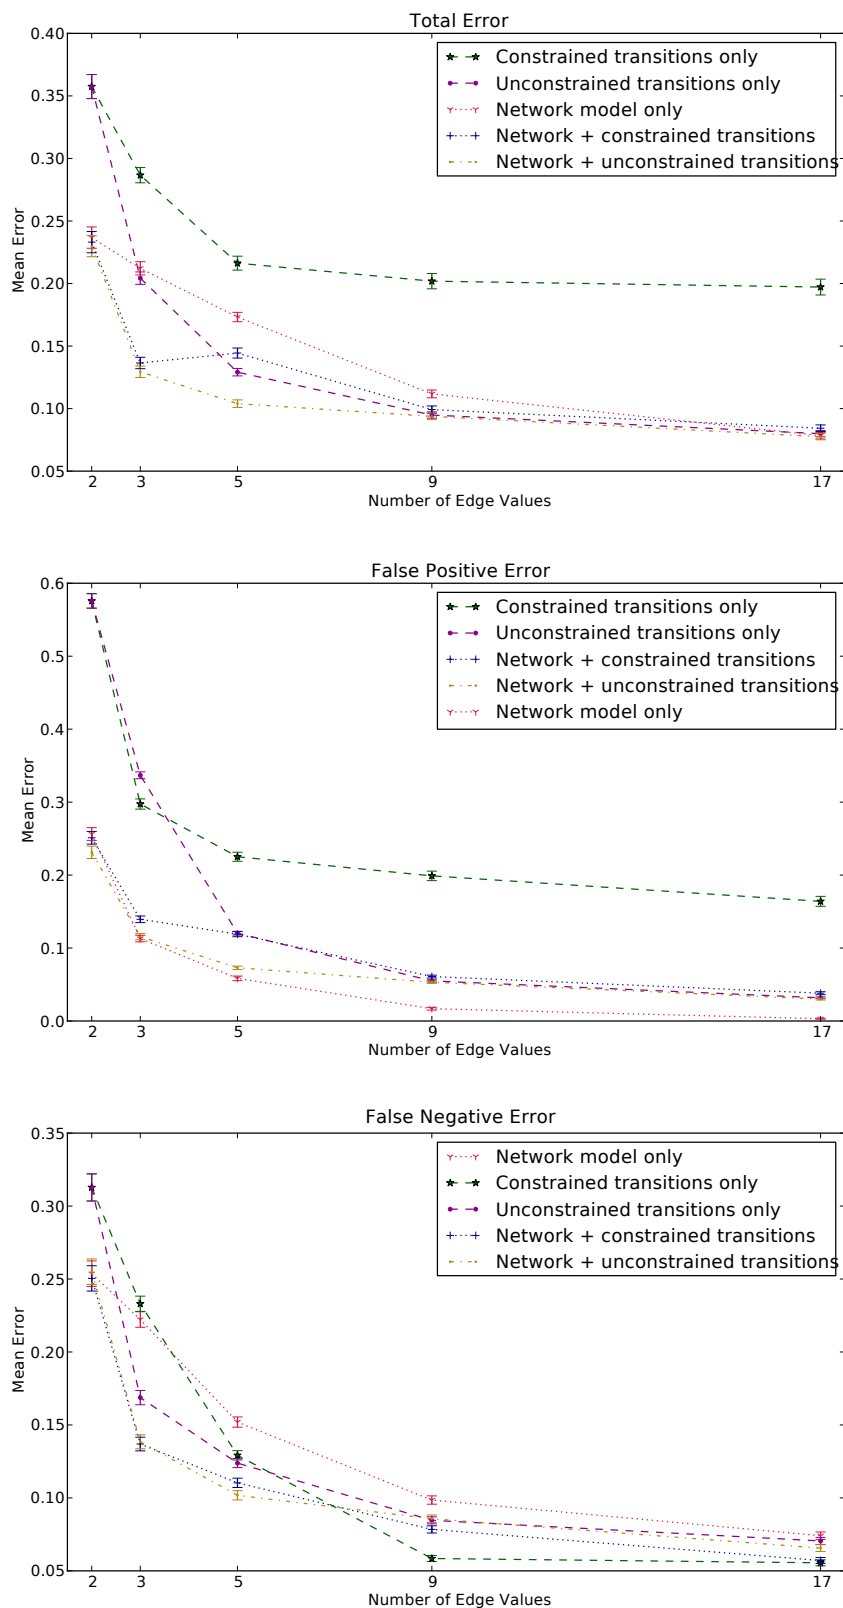 Total Error
Mean Error
0.40
0.35
0.30
0.25
0.20
0.15
0.10
0.05
Constrained transitions only
Unconstrained transitions only
Network model only
Network + constrained transitions
Network + unconstrained transitions
2 3 5 9 17
Number of Edge Values
False Positive Error
Mean Error
0.6
0.5
0.4
0.3
0.2
0.1
0.0
Constrained transitions only
Unconstrained transitions only
Network + constrained transitions
Network + unconstrained transitions
Network model only
2 3 5 9 17
Number of Edge Values
False Negative Error
Mean Error
0.35
0.30
0.25
0.20
0.15
0.10
0.05
Network model only
Constrained transitions only
Unconstrained transitions only
Network + constrained transitions
Network + unconstrained transitions
2 3 5 9 17
Number of Edge Values